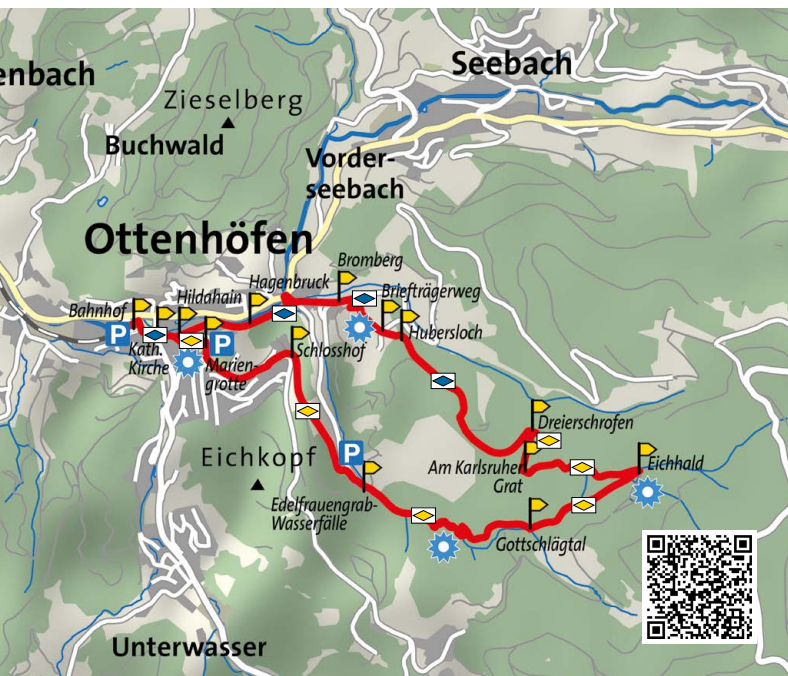 Seebach
enbach
Zieselberg
Buchwald
Vorder-
seebach
Ottenhöfen
Bromberg
Hagenbruck
Briefträgerweg
Hildahain
Bahnhof
P
Hubersloch
P
Kath.
Kirche
Marien-
grotte
Schlosshof
Dreierschrofen
Eichkopf
P
Am Karlsruher
Grat
Eichhald
Edelfrauengrab-
Wasserfälle
Gottschlägtal
Unterwasser